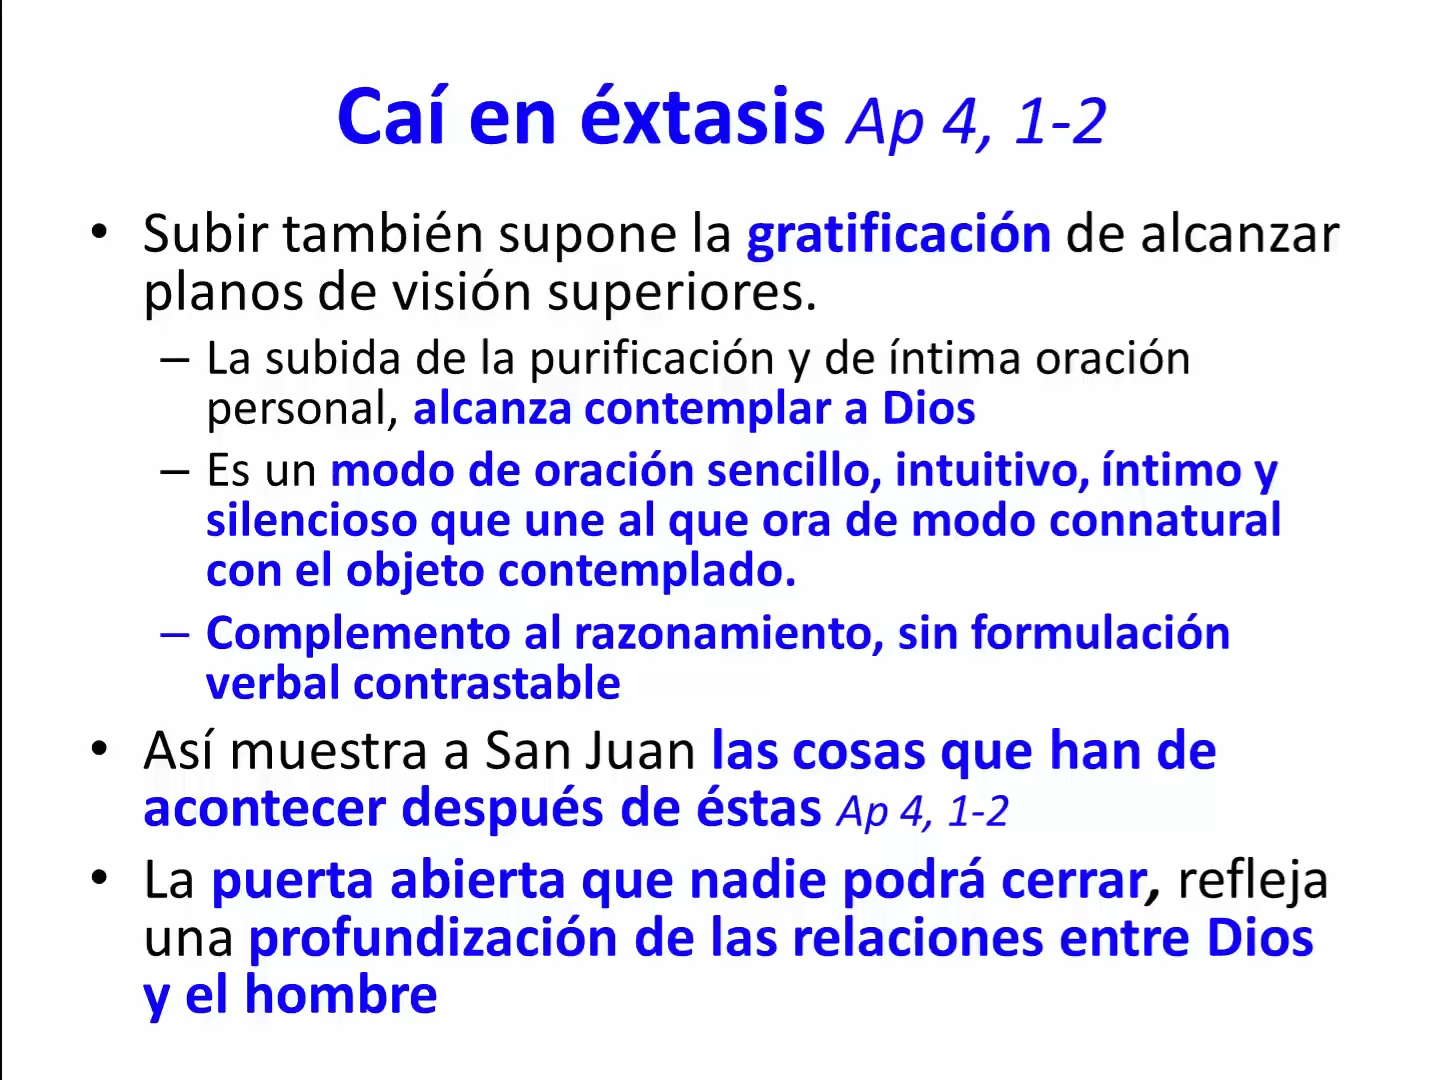 Caí en éxtasis Ap 4, 1-2
• Subir también supone la gratificación de alcanzar
planos de visión superiores.
– La subida de la purificación y de íntima oración
personal, alcanza contemplar a Dios
– Es un modo de oración sencillo, intuitivo, íntimo y
silencioso que une al que ora de modo connatural
con el objeto contemplado.
– Complemento al razonamiento, sin formulación
verbal contrastable
• Así muestra a San Juan las cosas que han de
acontecer después de éstas Ap 4, 1-2
• La puerta abierta que nadie podrá cerrar, refleja
una profundización de las relaciones entre Dios
y el hombre